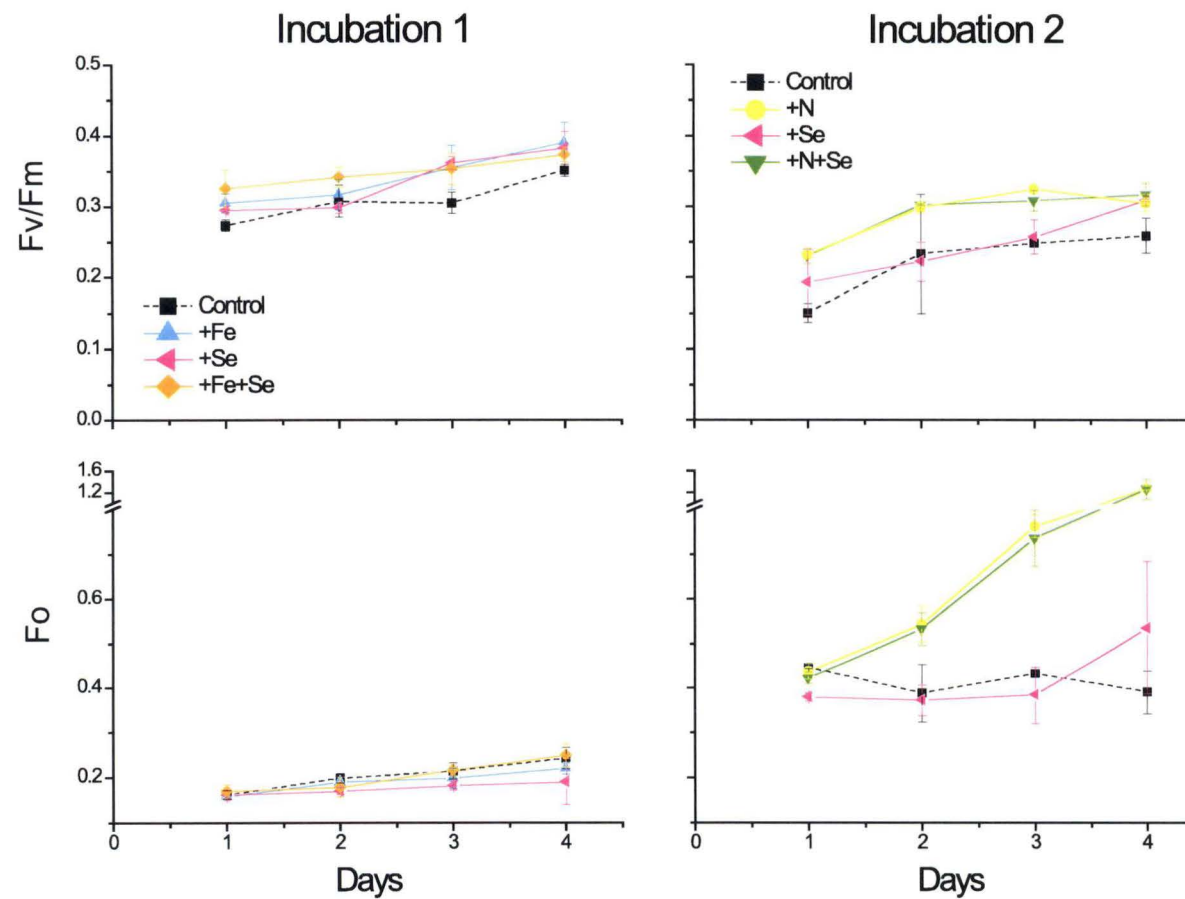 Incubation 1
Incubation 2
0.5
0.4
0.3
0.2
0.1
0.0
Fv/Fm
Control
+Fe
+Se
+Fe+Se
Control
+N
+Se
+N+Se
1.6
1.2
0.6
0.4
0.2
Fo
0 1 2 3 4
0 1 2 3 4
Days
Days